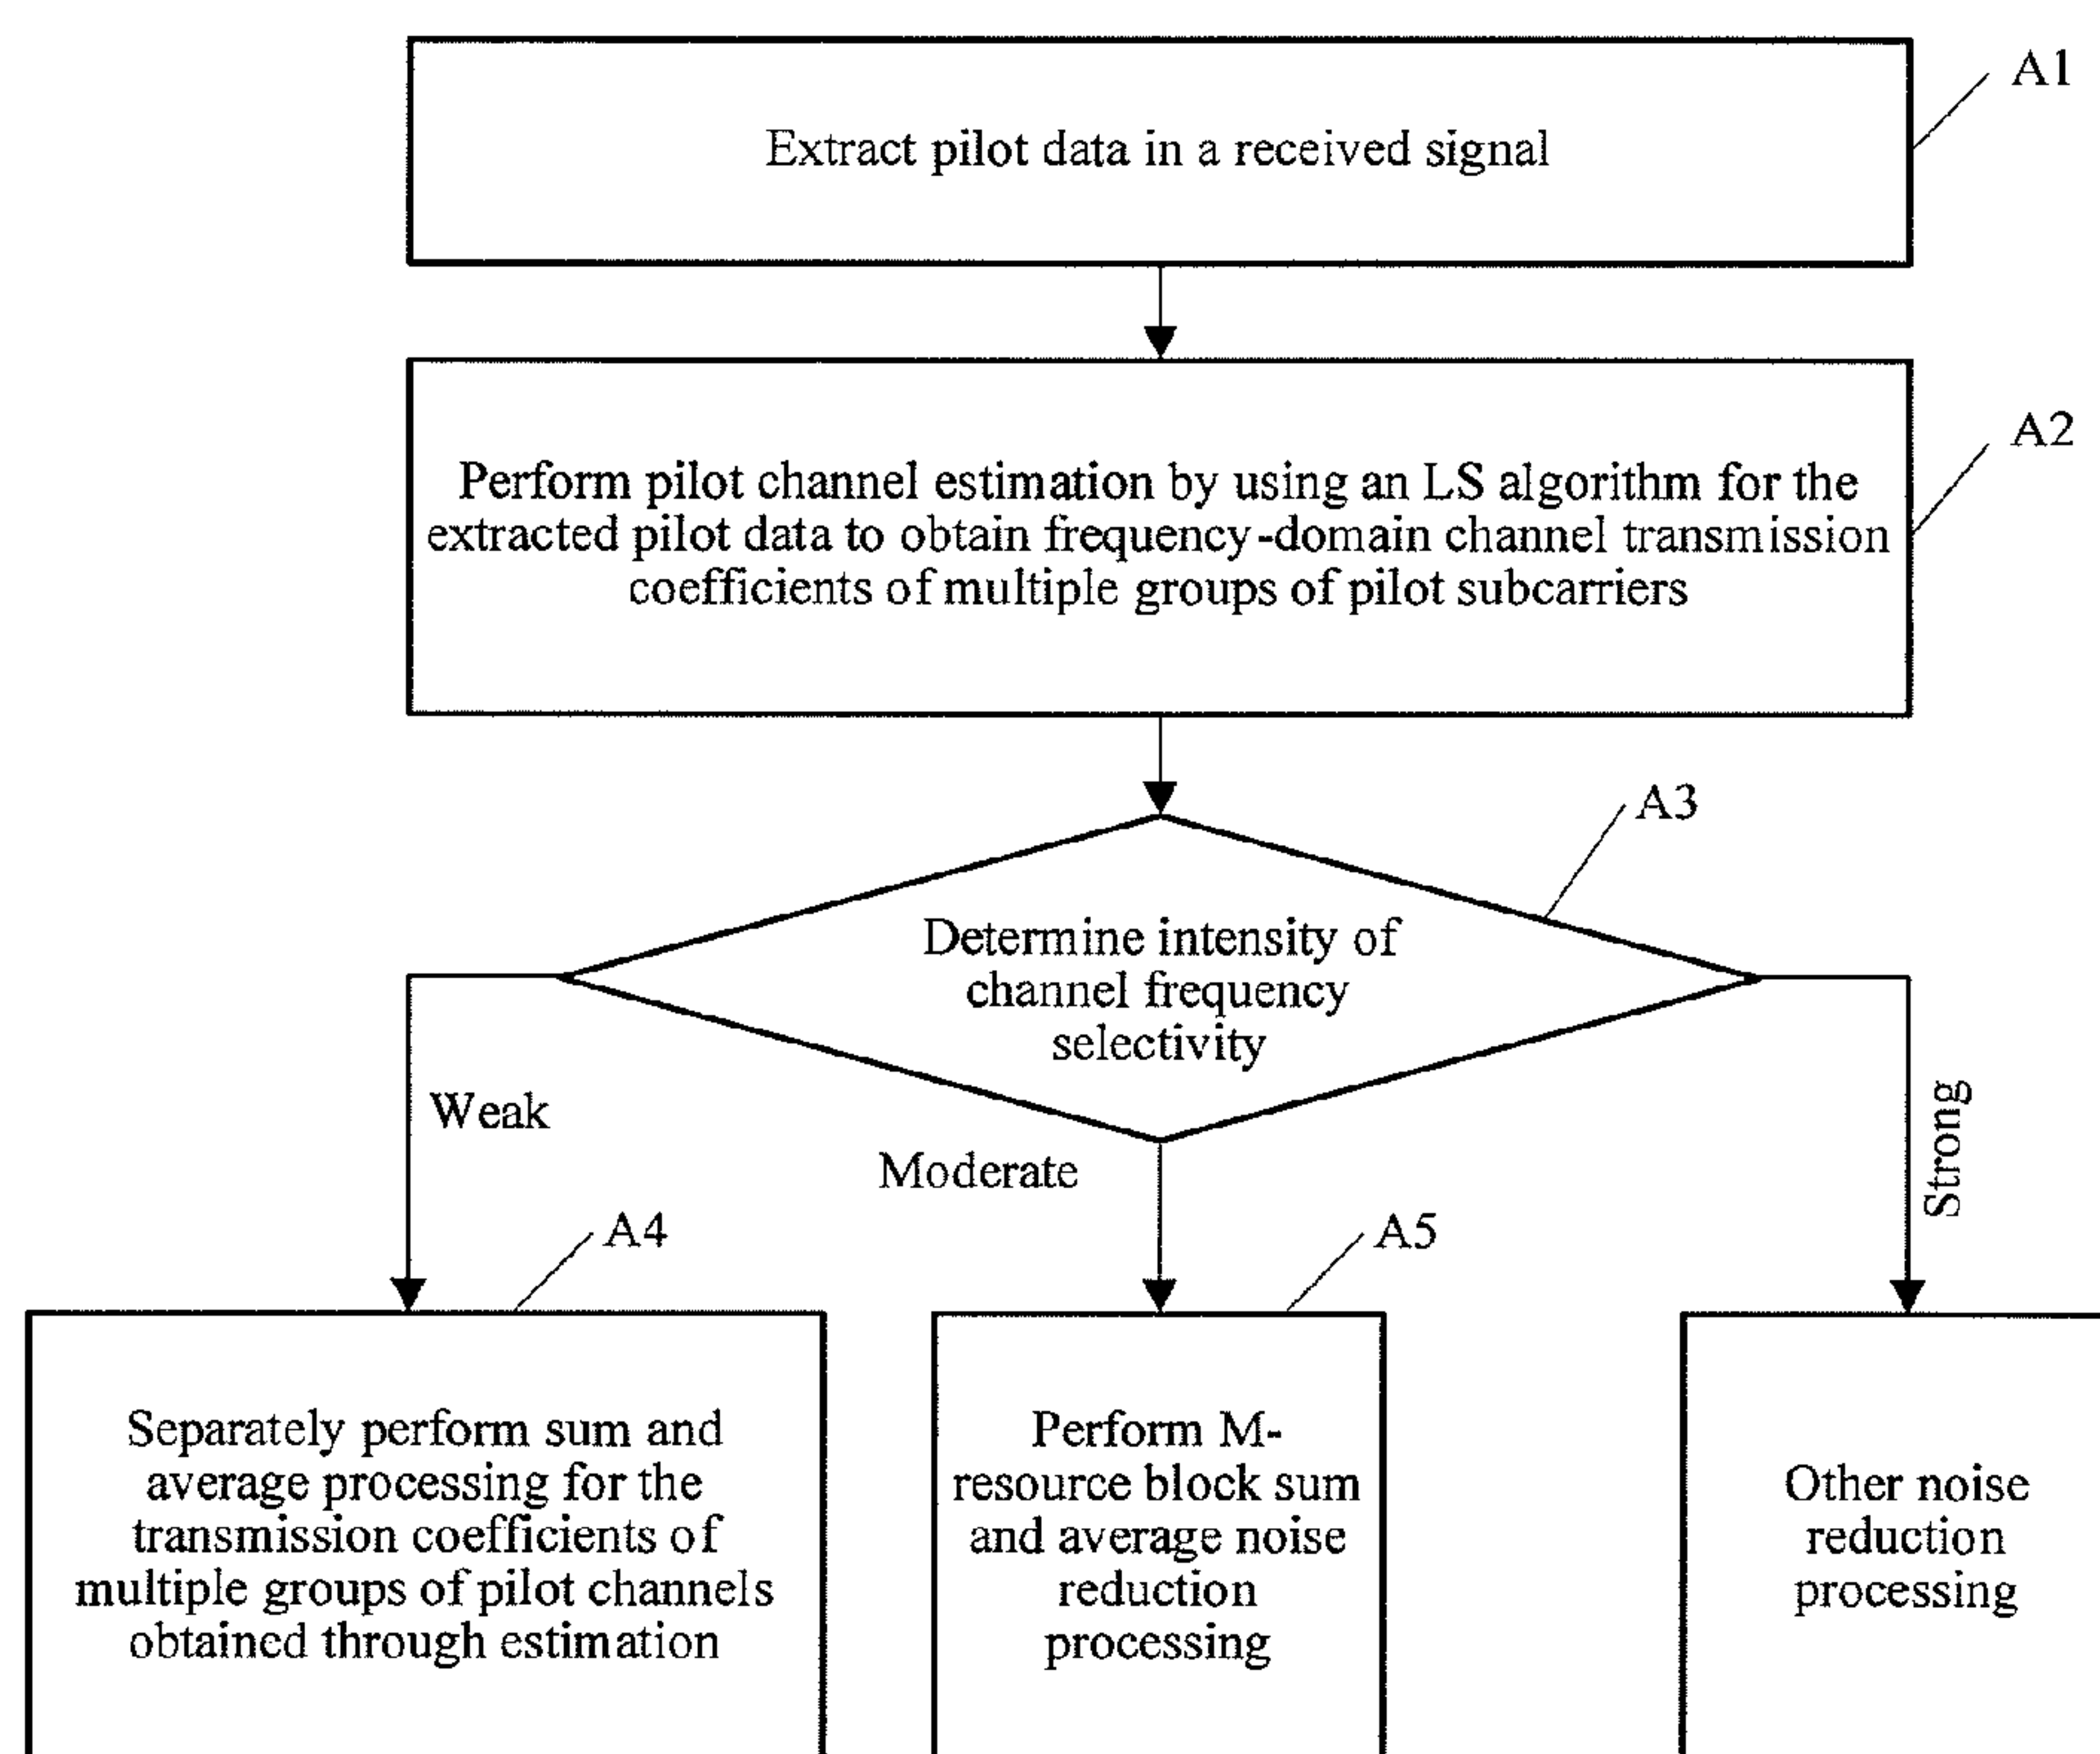 A1
Extract pilot data in a received signal
A2
Perform pilot channel estimation by using an LS algorithm for the
extracted pilot data to obtain frequency-domain channel transmission
coefficients of multiple groups of pilot subcarriers
A3
Determine intensity of
channel frequency
selectivity
Weak
Moderate
Strong
A4
A5
Separately perform sum and
average processing for the
transmission coefficients of
multiple groups of pilot channels
obtained through estimation
Perform M-
resource block sum
and average noise
reduction
processing
Other noise
reduction
processing